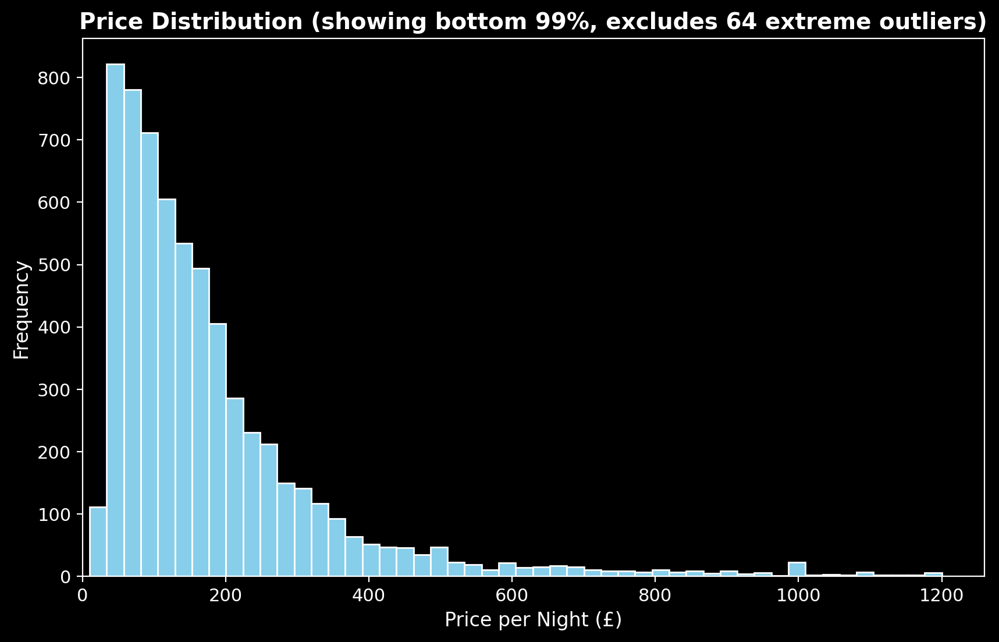 Price Distribution (showing bottom 99%, excludes 64 extreme outliers)
800
700
600
500
400
300
200
100
0
Frequency
0 200 400 600 800 1000 1200
Price per Night (£)